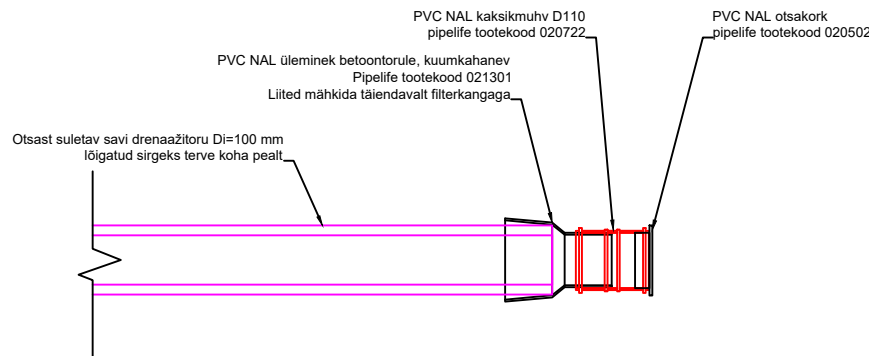 PVC NAL kaksikmuhv D110
pipelife tootekood 020722
PVC NAL otsakork
pipelife tootekood 020502
PVC NAL üleminek betoontorule, kuumkahanev
Pipelife tootekood 021301
Liited mähkida täiendavalt filterkangaga
Otsast suletav savi drenaažitoru Di=100 mm
lõigatud sirgeks terve koha pealt